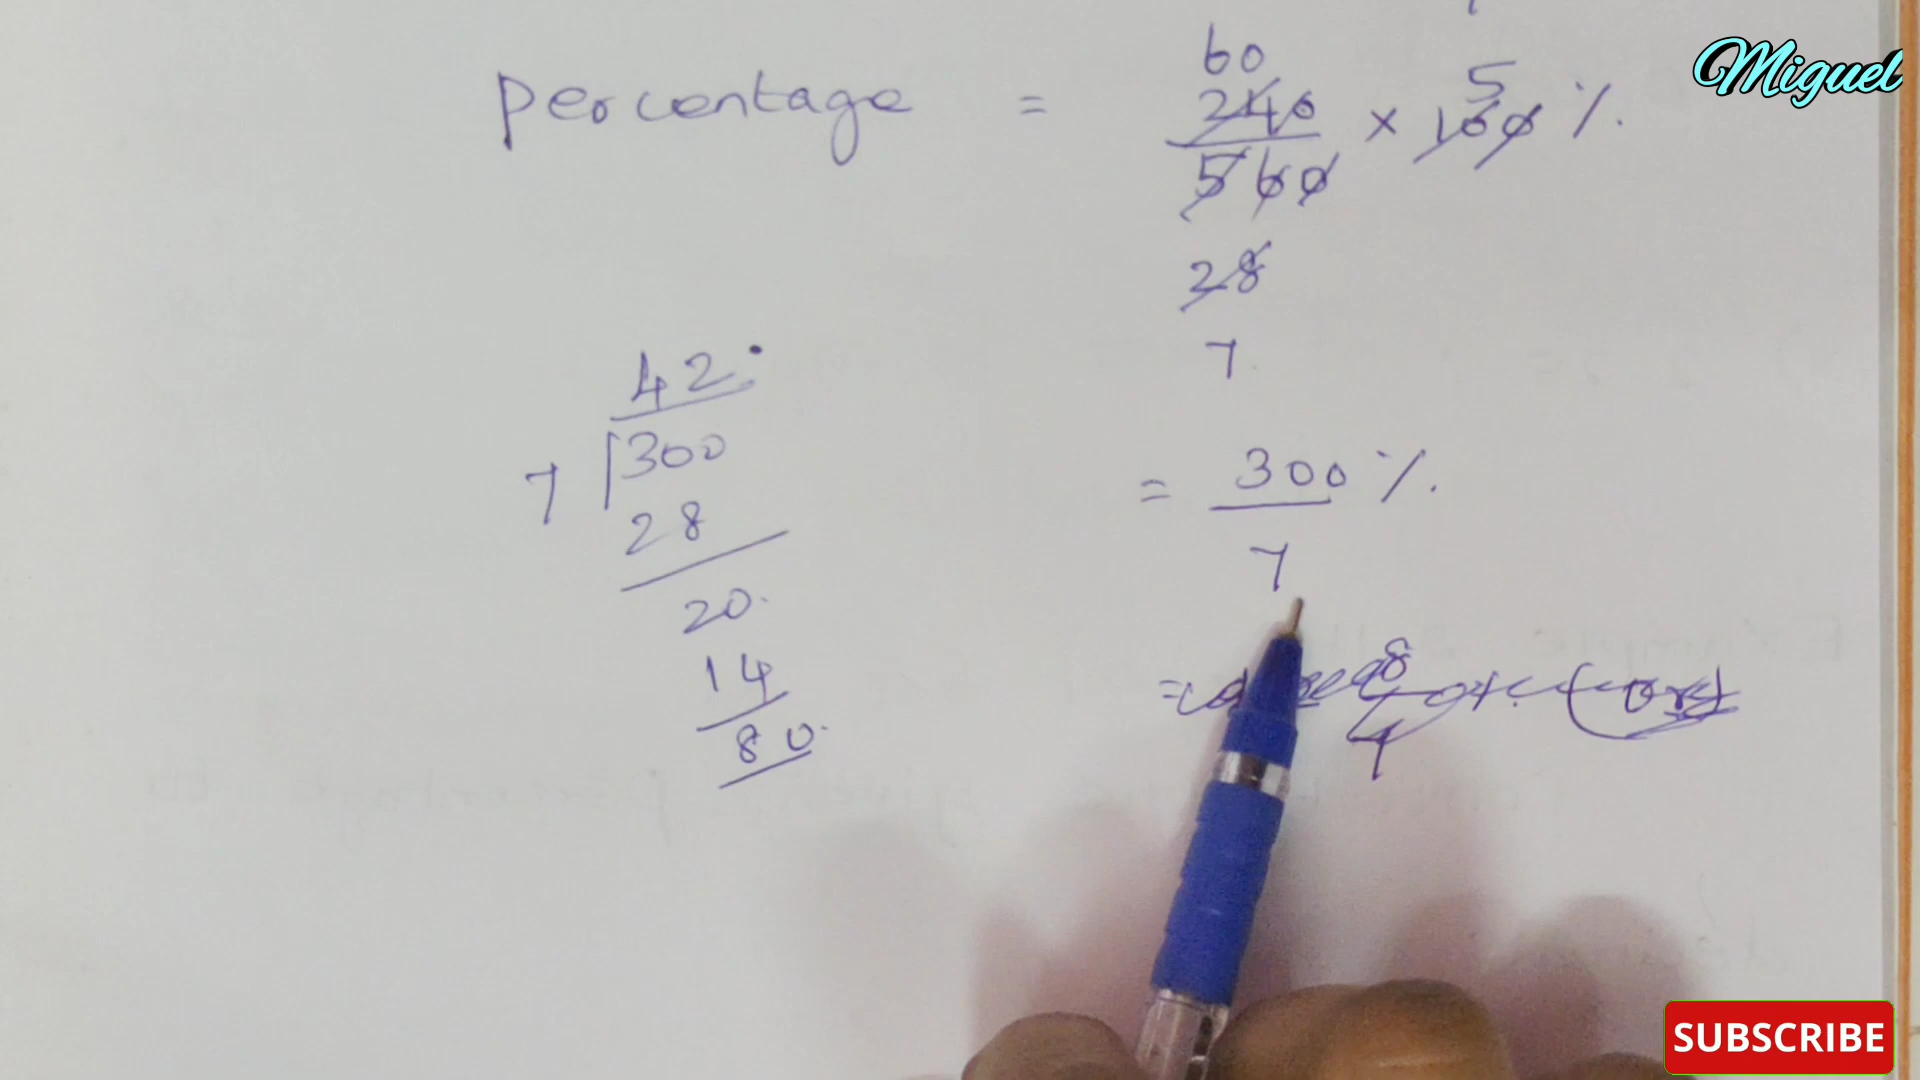 Miguel
60 5
Percentage = 240/560 × 100 %.
28
7
42.
7 300
28
20.
14
80.
= 300/7 %.
SUBSCRIBE